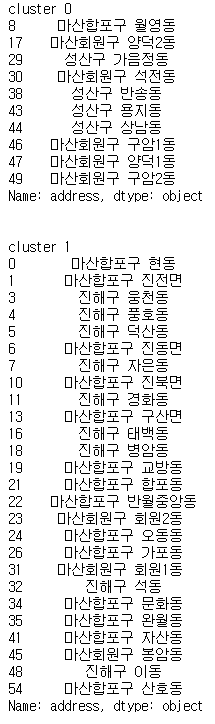 cluster 0
8 마산합포구 월영동
17 마산회원구 양덕2동
29 성산구 가음정동
30 마산회원구 석전동
38 성산구 반송동
43 성산구 용지동
44 성산구 상남동
46 마산회원구 구암1동
47 마산회원구 양덕1동
49 마산회원구 구암2동
Name: address, dtype: object
cluster 1
0 마산합포구 현동
1 마산합포구 진전면
3 진해구 웅천동
4 진해구 풍호동
5 진해구 덕산동
6 마산합포구 진동면
7 진해구 자은동
10 마산합포구 진북면
11 진해구 경화동
13 마산합포구 구산면
16 진해구 태백동
18 진해구 병암동
19 마산합포구 교방동
21 마산합포구 합포동
22 마산합포구 반월중앙동
23 마산회원구 회원2동
24 마산합포구 오동동
26 마산합포구 가포동
31 마산회원구 회원1동
32 진해구 석동
34 마산합포구 문화동
35 마산합포구 완월동
41 마산합포구 자산동
45 마산회원구 봉암동
48 진해구 이동
54 마산합포구 산호동
Name: address, dtype: object